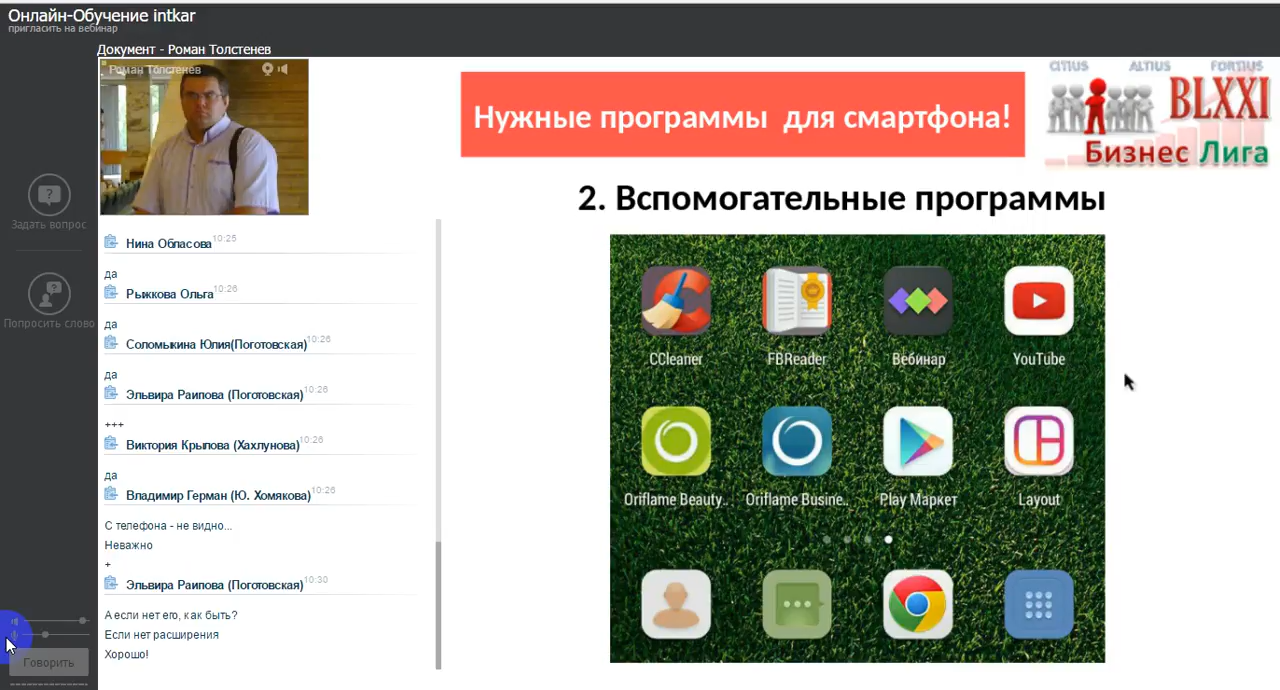 Онлайн-Обучение intkar
пригласить на вебинар
Документ - Роман Толстенев
Роман Толстенев
Задать вопрос
Попросить слово
Говорить
Нина Обласова 10:25
да
Рыжкова Ольга 10:26
да
Соломыкина Юлия(Поготовская) 10:26
да
Эльвира Раипова (Поготовская) 10:26
+++
Виктория Крылова (Хахлунова) 10:26
да
Владимир Герман (Ю. Хомякова) 10:26
С телефона - не видно...
Неважно
+
Эльвира Раипова (Поготовская) 10:30
А если нет его, как быть?
Если нет расширения
Хорошо!
Нужные программы для смартфона!
CITIUS ALTIUS FORTIUS
BLXXI
Бизнес Лига
2. Вспомогательные программы
CCleaner FBReader Вебинар YouTube
Oriflame Beauty.. Oriflame Busine.. Play Маркет Layout